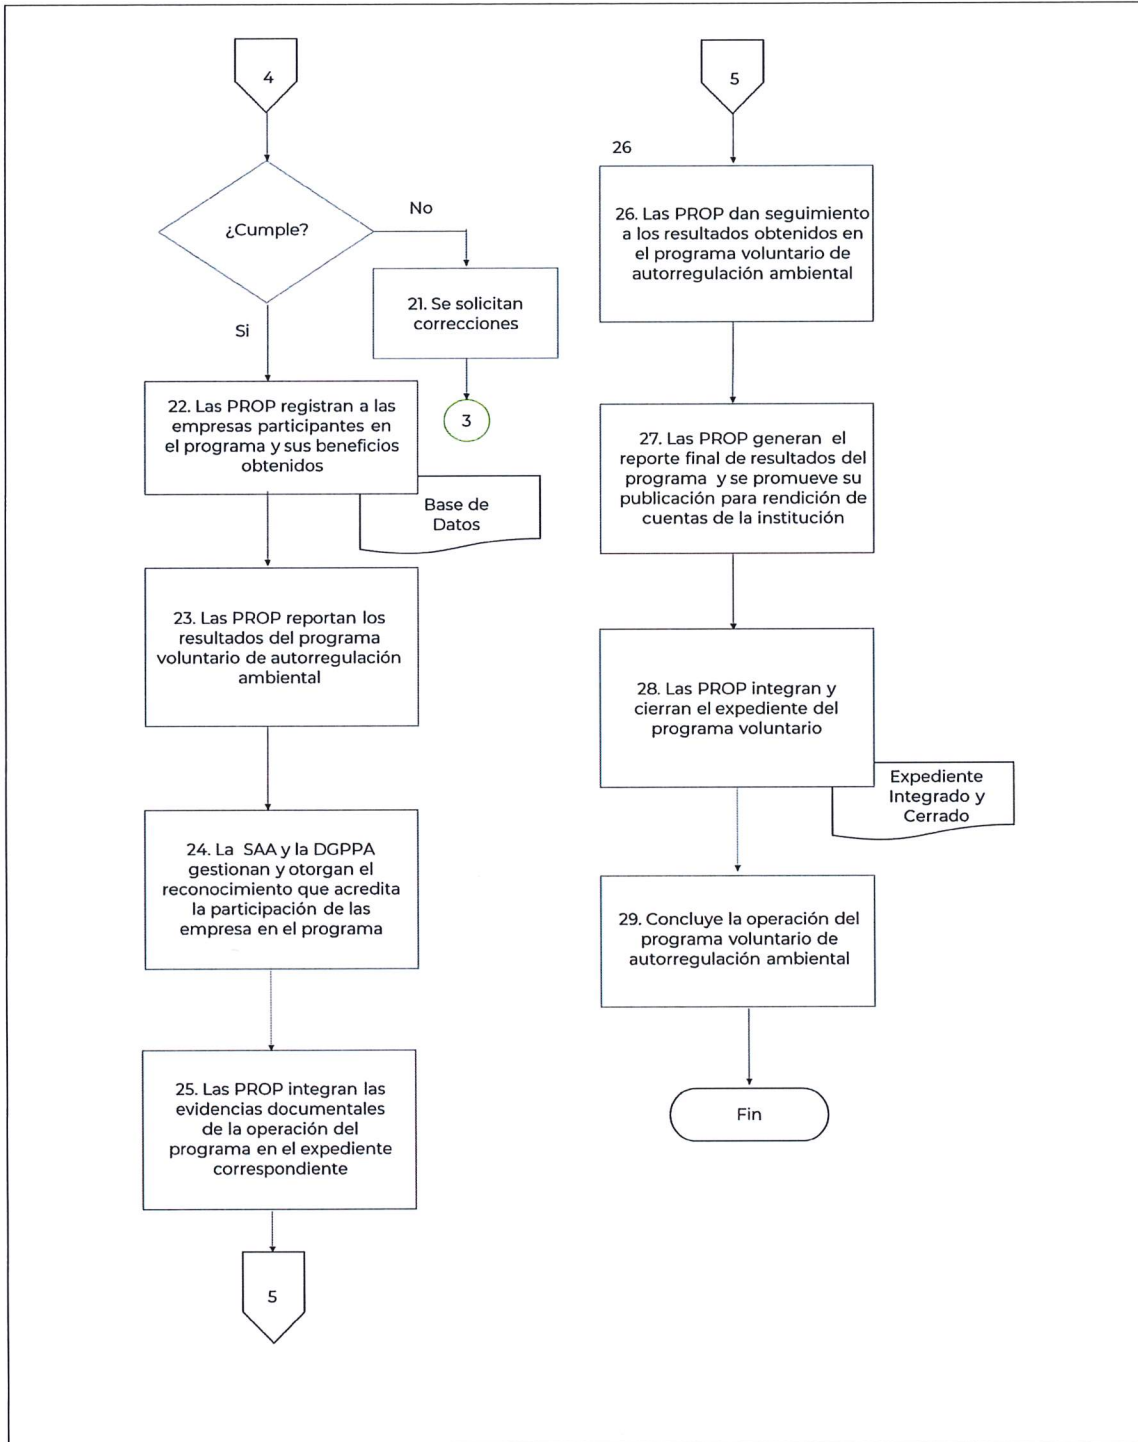 4
¿Cumple?
No
Si
21. Se solicitan
correcciones
3
22. Las PROP registran a las
empresas participantes en
el programa y sus beneficios
obtenidos
Base de
Datos
23. Las PROP reportan los
resultados del programa
voluntario de autorregulación
ambiental
24. La SAA y la DGPPA
gestionan y otorgan el
reconocimiento que acredita
la participación de las
empresa en el programa
25. Las PROP integran las
evidencias documentales
de la operación del
programa en el expediente
correspondiente
5
5
26
26. Las PROP dan seguimiento
a los resultados obtenidos en
el programa voluntario de
autorregulación ambiental
27. Las PROP generan el
reporte final de resultados del
programa y se promueve su
publicación para rendición de
cuentas de la institución
28. Las PROP integran y
cierran el expediente del
programa voluntario
Expediente
Integrado y
Cerrado
29. Concluye la operación del
programa voluntario de
autorregulación ambiental
Fin